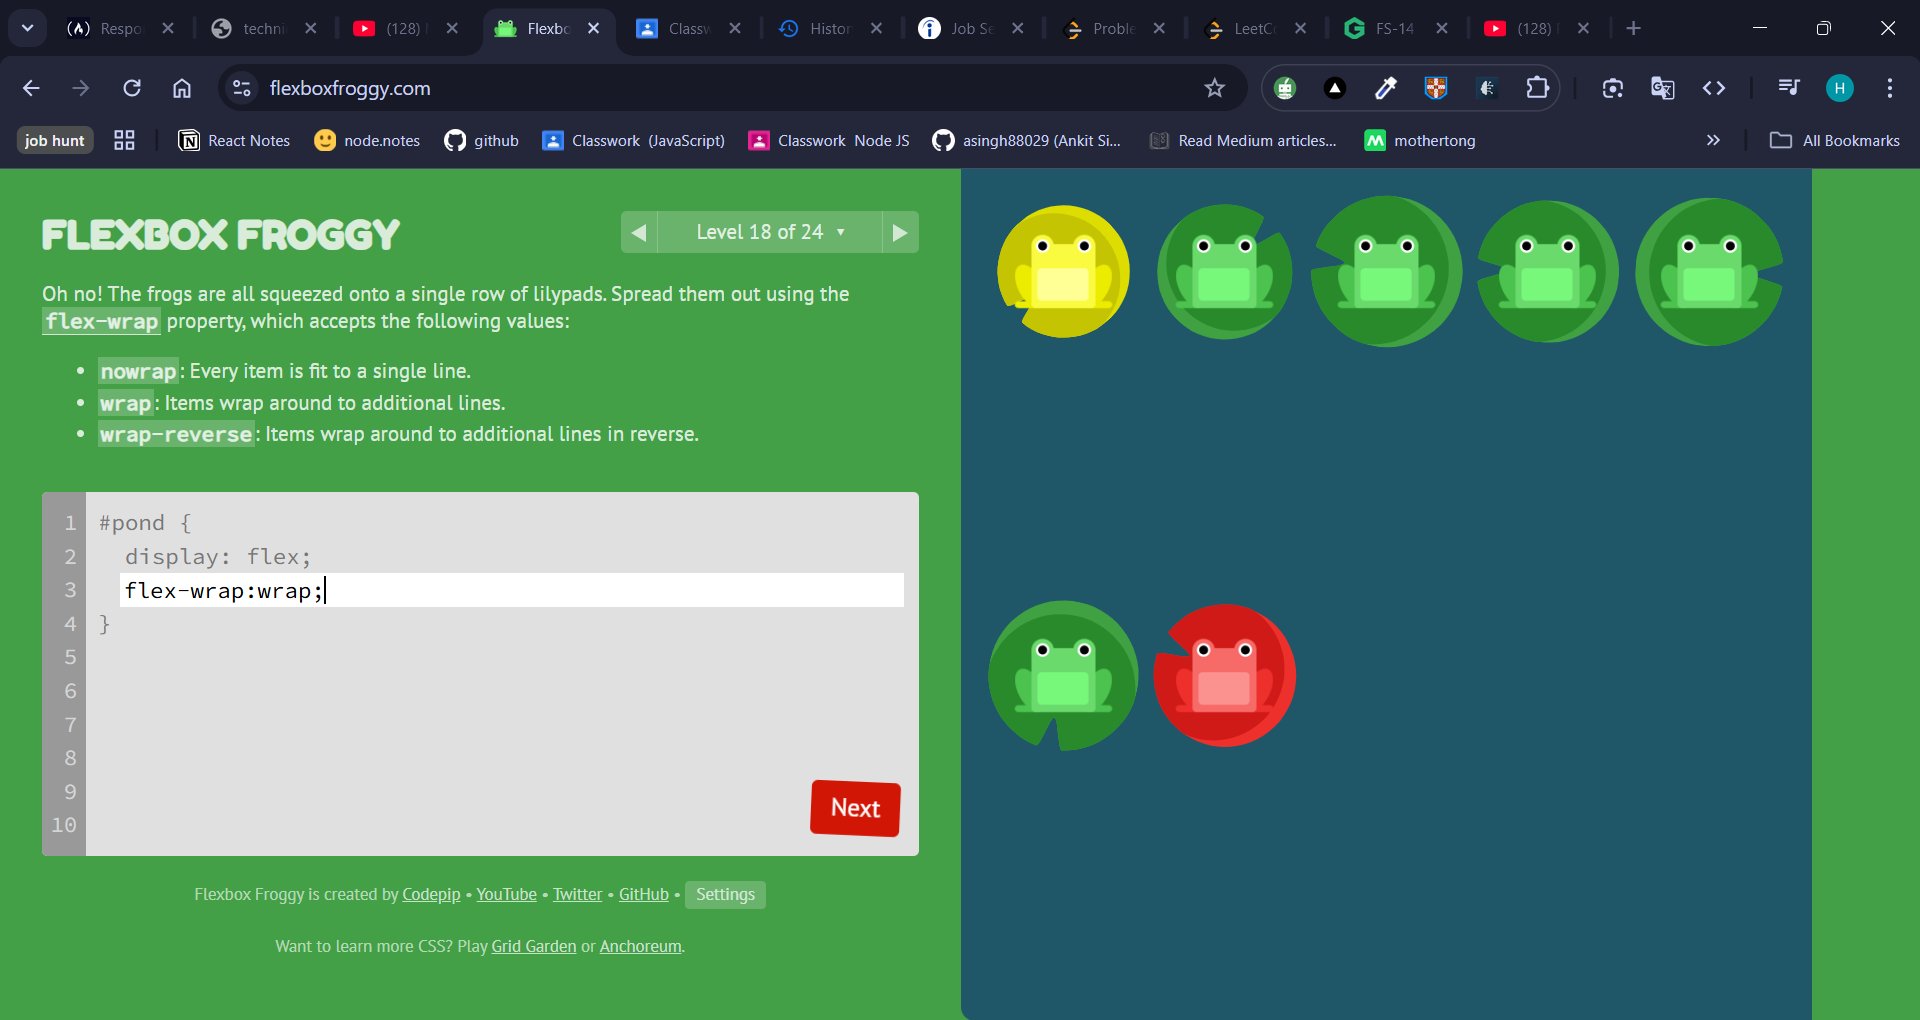 Respo
techni
(128)
Flexbo
Classw
Histor
Job Se
Proble
LeetCo
FS-14
(128)
flexboxfroggy.com
H
job hunt
React Notes
node.notes
github
Classwork (JavaScript)
Classwork Node JS
asingh88029 (Ankit Si...
Read Medium articles...
mothertong
All Bookmarks
FLEXBOX FROGGY
Level 18 of 24
Oh no! The frogs are all squeezed onto a single row of lilypads. Spread them out using the
flex-wrap property, which accepts the following values:
• nowrap: Every item is fit to a single line.
• wrap: Items wrap around to additional lines.
• wrap-reverse: Items wrap around to additional lines in reverse.
1 #pond {
2 display: flex;
3 flex-wrap:wrap;
4 }
5
6
7
8
9
10
Next
Flexbox Froggy is created by Codepip • YouTube • Twitter • GitHub • Settings
Want to learn more CSS? Play Grid Garden or Anchoreum.